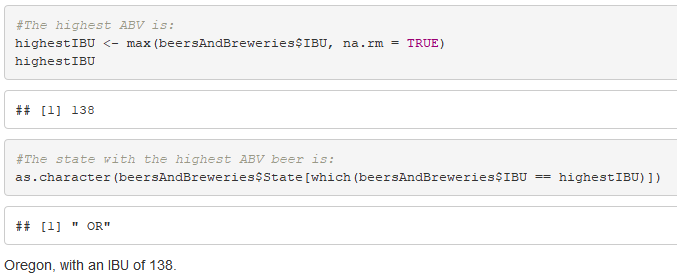 #The highest ABV is:
highestIBU <- max(beersAndBreweries$IBU, na.rm = TRUE)
highestIBU
## [1] 138
#The state with the highest ABV beer is:
as.character(beersAndBreweries$State[which(beersAndBreweries$IBU == highestIBU)])
## [1] " OR"
Oregon, with an IBU of 138.